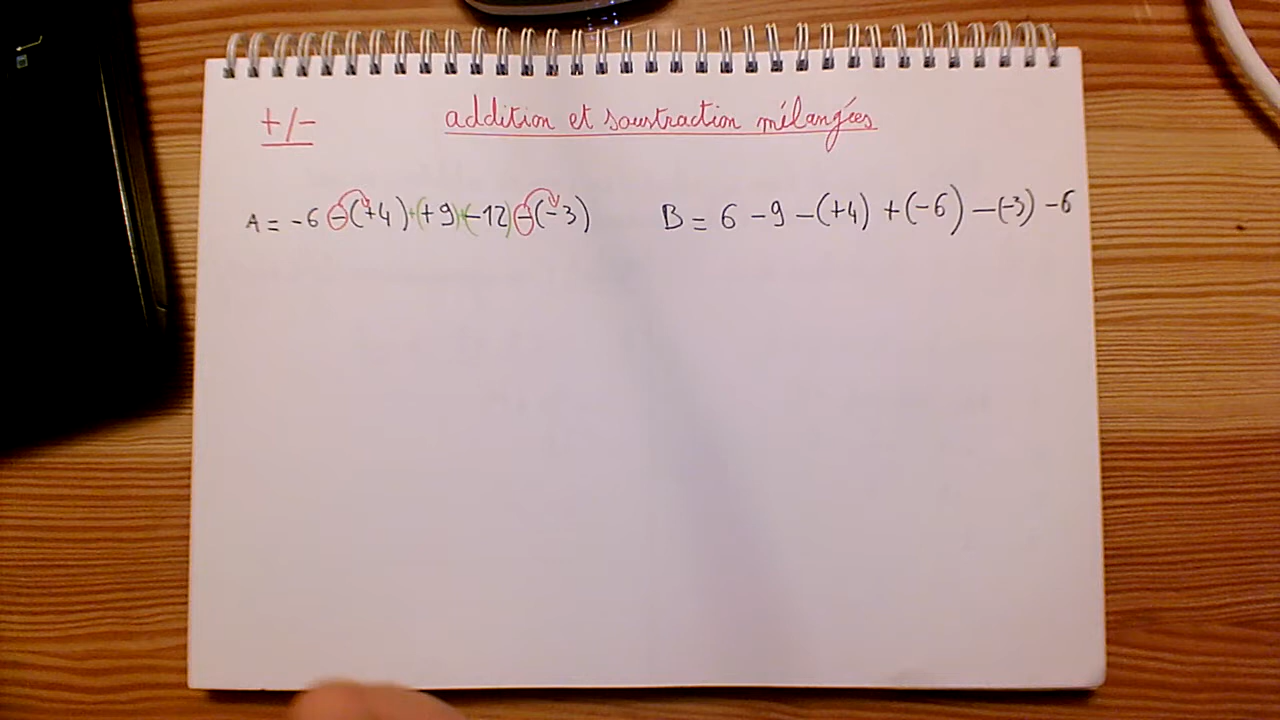 +/- addition et soustraction mélangées
A = -6 -(+4)+(+9)+(-12)-(-3) B = 6 -9 -(+4) +(-6) -(-3) -6